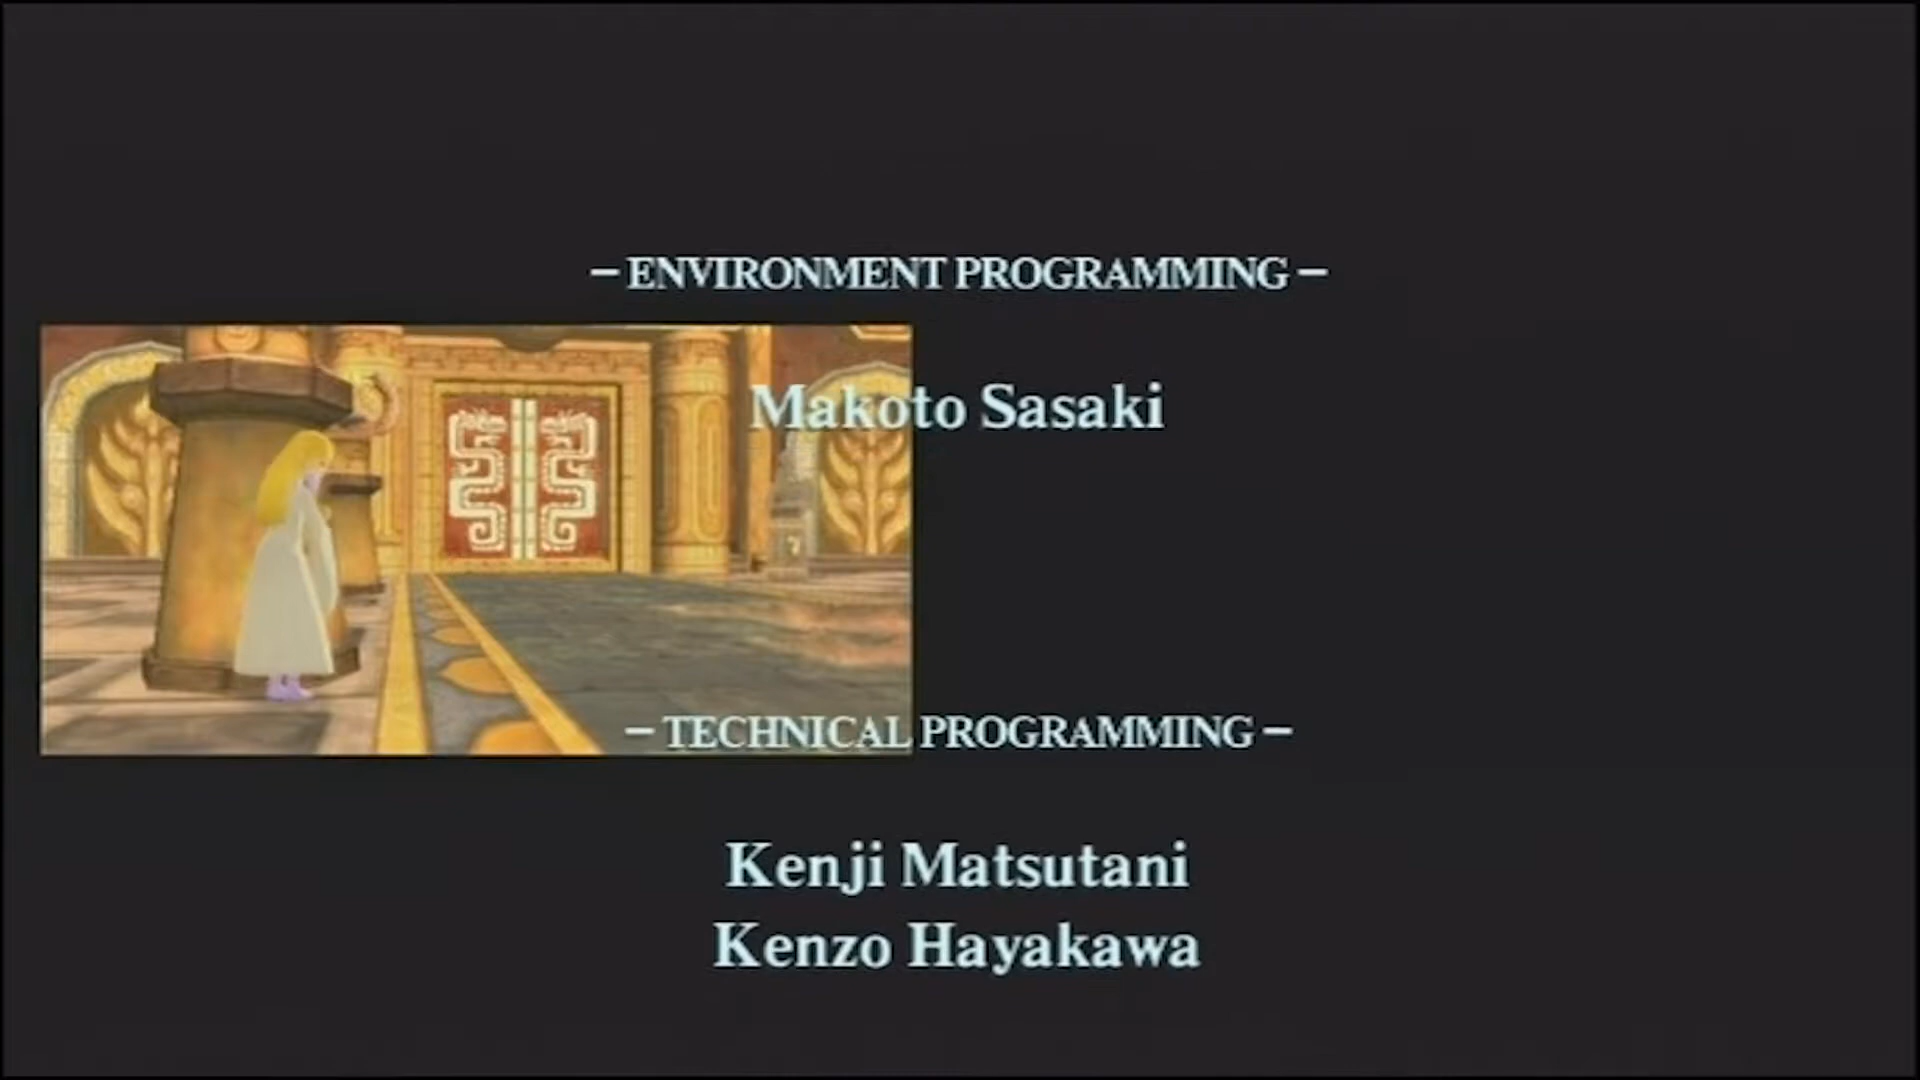 – ENVIRONMENT PROGRAMMING –
Makoto Sasaki
– TECHNICAL PROGRAMMING –
Kenji Matsutani
Kenzo Hayakawa